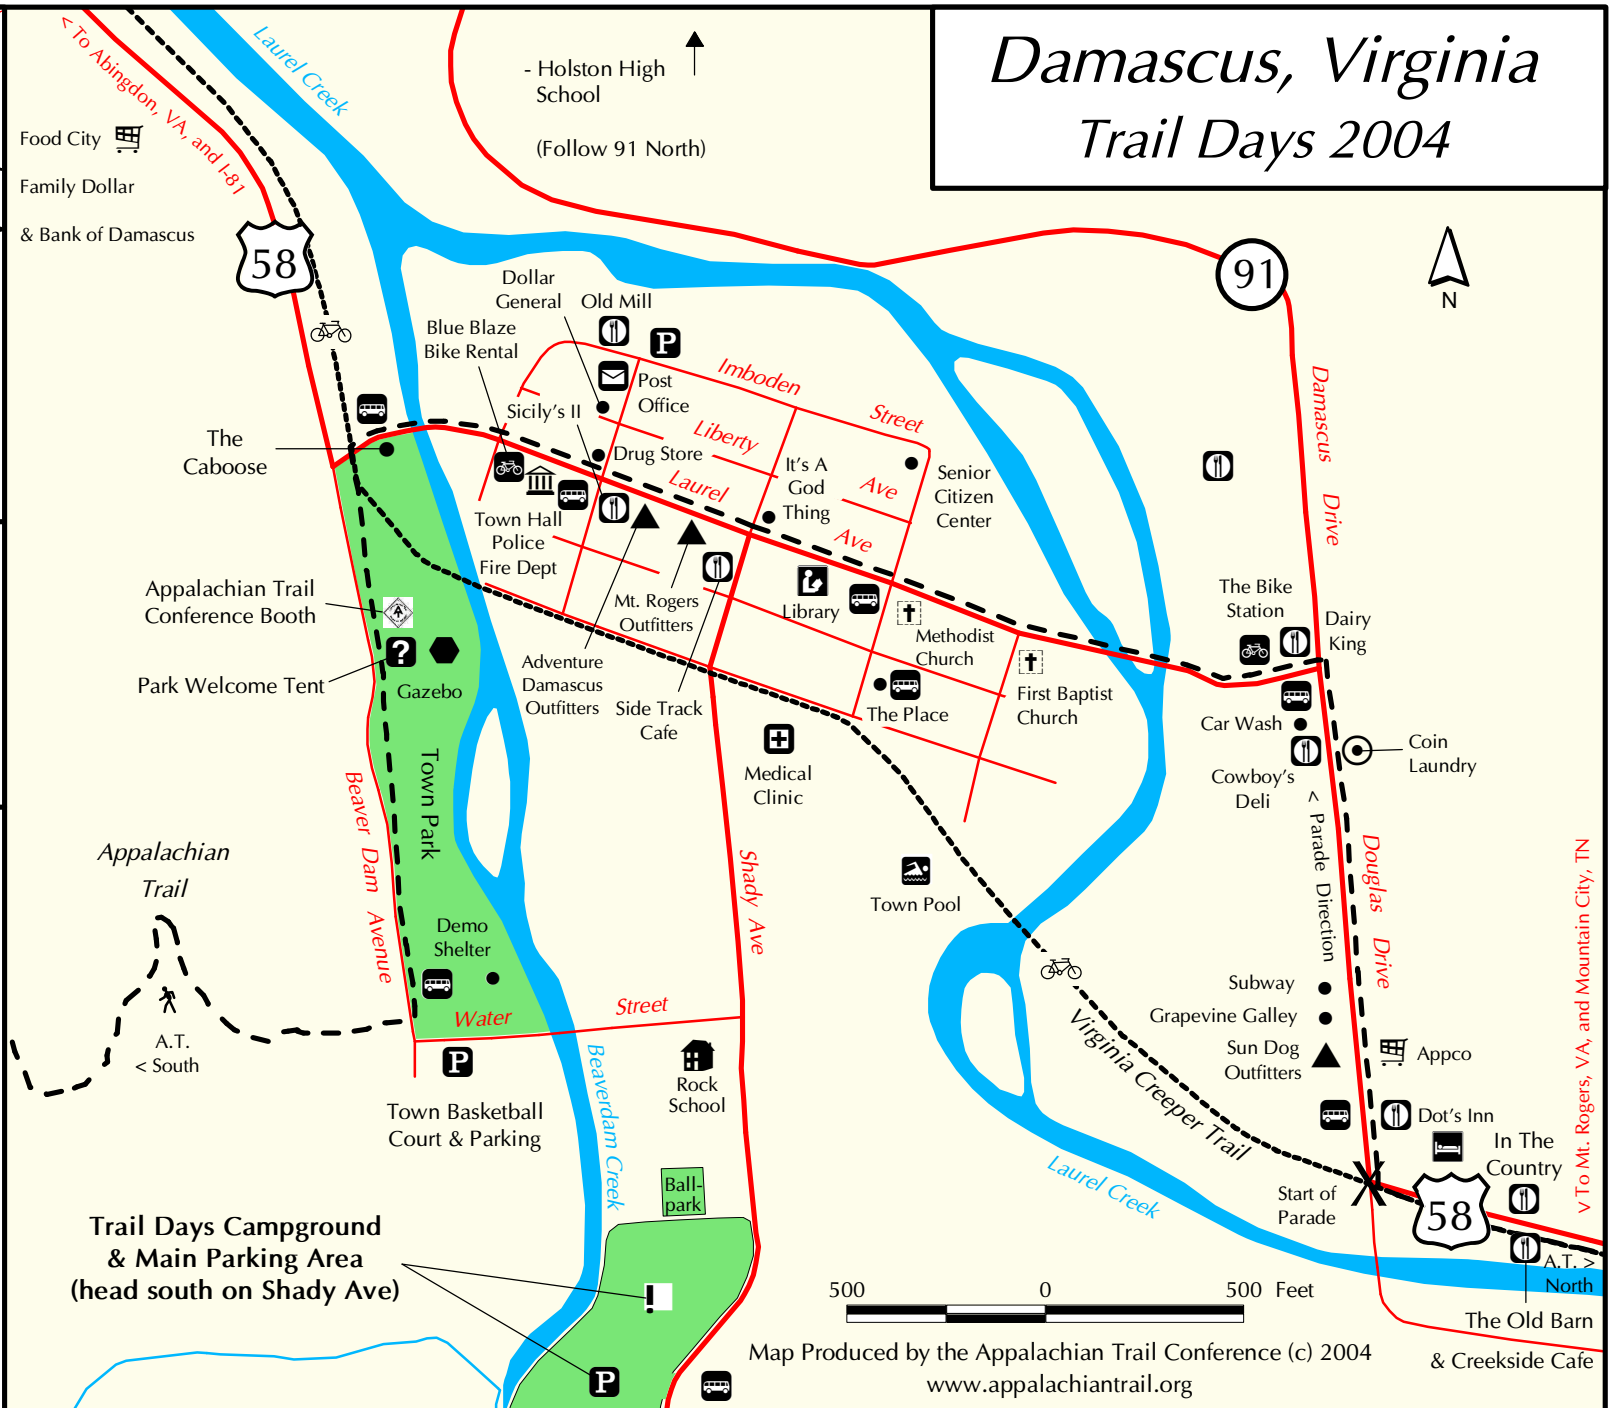 Damascus, Virginia
Trail Days 2004
< To Abingdon, VA, and I-81
Laurel Creek
- Holston High
School
(Follow 91 North)
Food City
Family Dollar
& Bank of Damascus
58
91
N
Dollar
General
Old Mill
Blue Blaze
Bike Rental
P
Imboden
Street
Post
Office
Sicily's II
Liberty
Ave
Drug Store
Laurel
Ave
It's A
God
Thing
Senior
Citizen
Center
Damascus
Drive
The
Caboose
Town Hall
Police
Fire Dept
Appalachian Trail
Conference Booth
?
Park Welcome Tent
Gazebo
Mt. Rogers
Outfitters
Library
Adventure
Damascus
Outfitters
Side Track
Cafe
Methodist
Church
First Baptist
Church
The Place
The Bike
Station
Dairy
King
Car Wash
Cowboy's
Deli
Coin
Laundry
Medical
Clinic
Town Park
Beaver Dam Avenue
Shady Ave
< Parade Direction
Douglas Drive
Appalachian
Trail
Town Pool
Demo
Shelter
A.T.
< South
Water
Street
Subway
Grapevine Galley
Sun Dog
Outfitters
Appco
v To Mt. Rogers, VA, and Mountain City, TN
Virginia Creeper Trail
P
Town Basketball
Court & Parking
Rock
School
Beaverdam Creek
Dot's Inn
In The
Country
Laurel Creek
Ball-
park
Start of
Parade
X
58
Trail Days Campground
& Main Parking Area
(head south on Shady Ave)
!
P
A.T. >
North
The Old Barn
& Creekside Cafe
500 0 500 Feet
Map Produced by the Appalachian Trail Conference (c) 2004
www.appalachiantrail.org